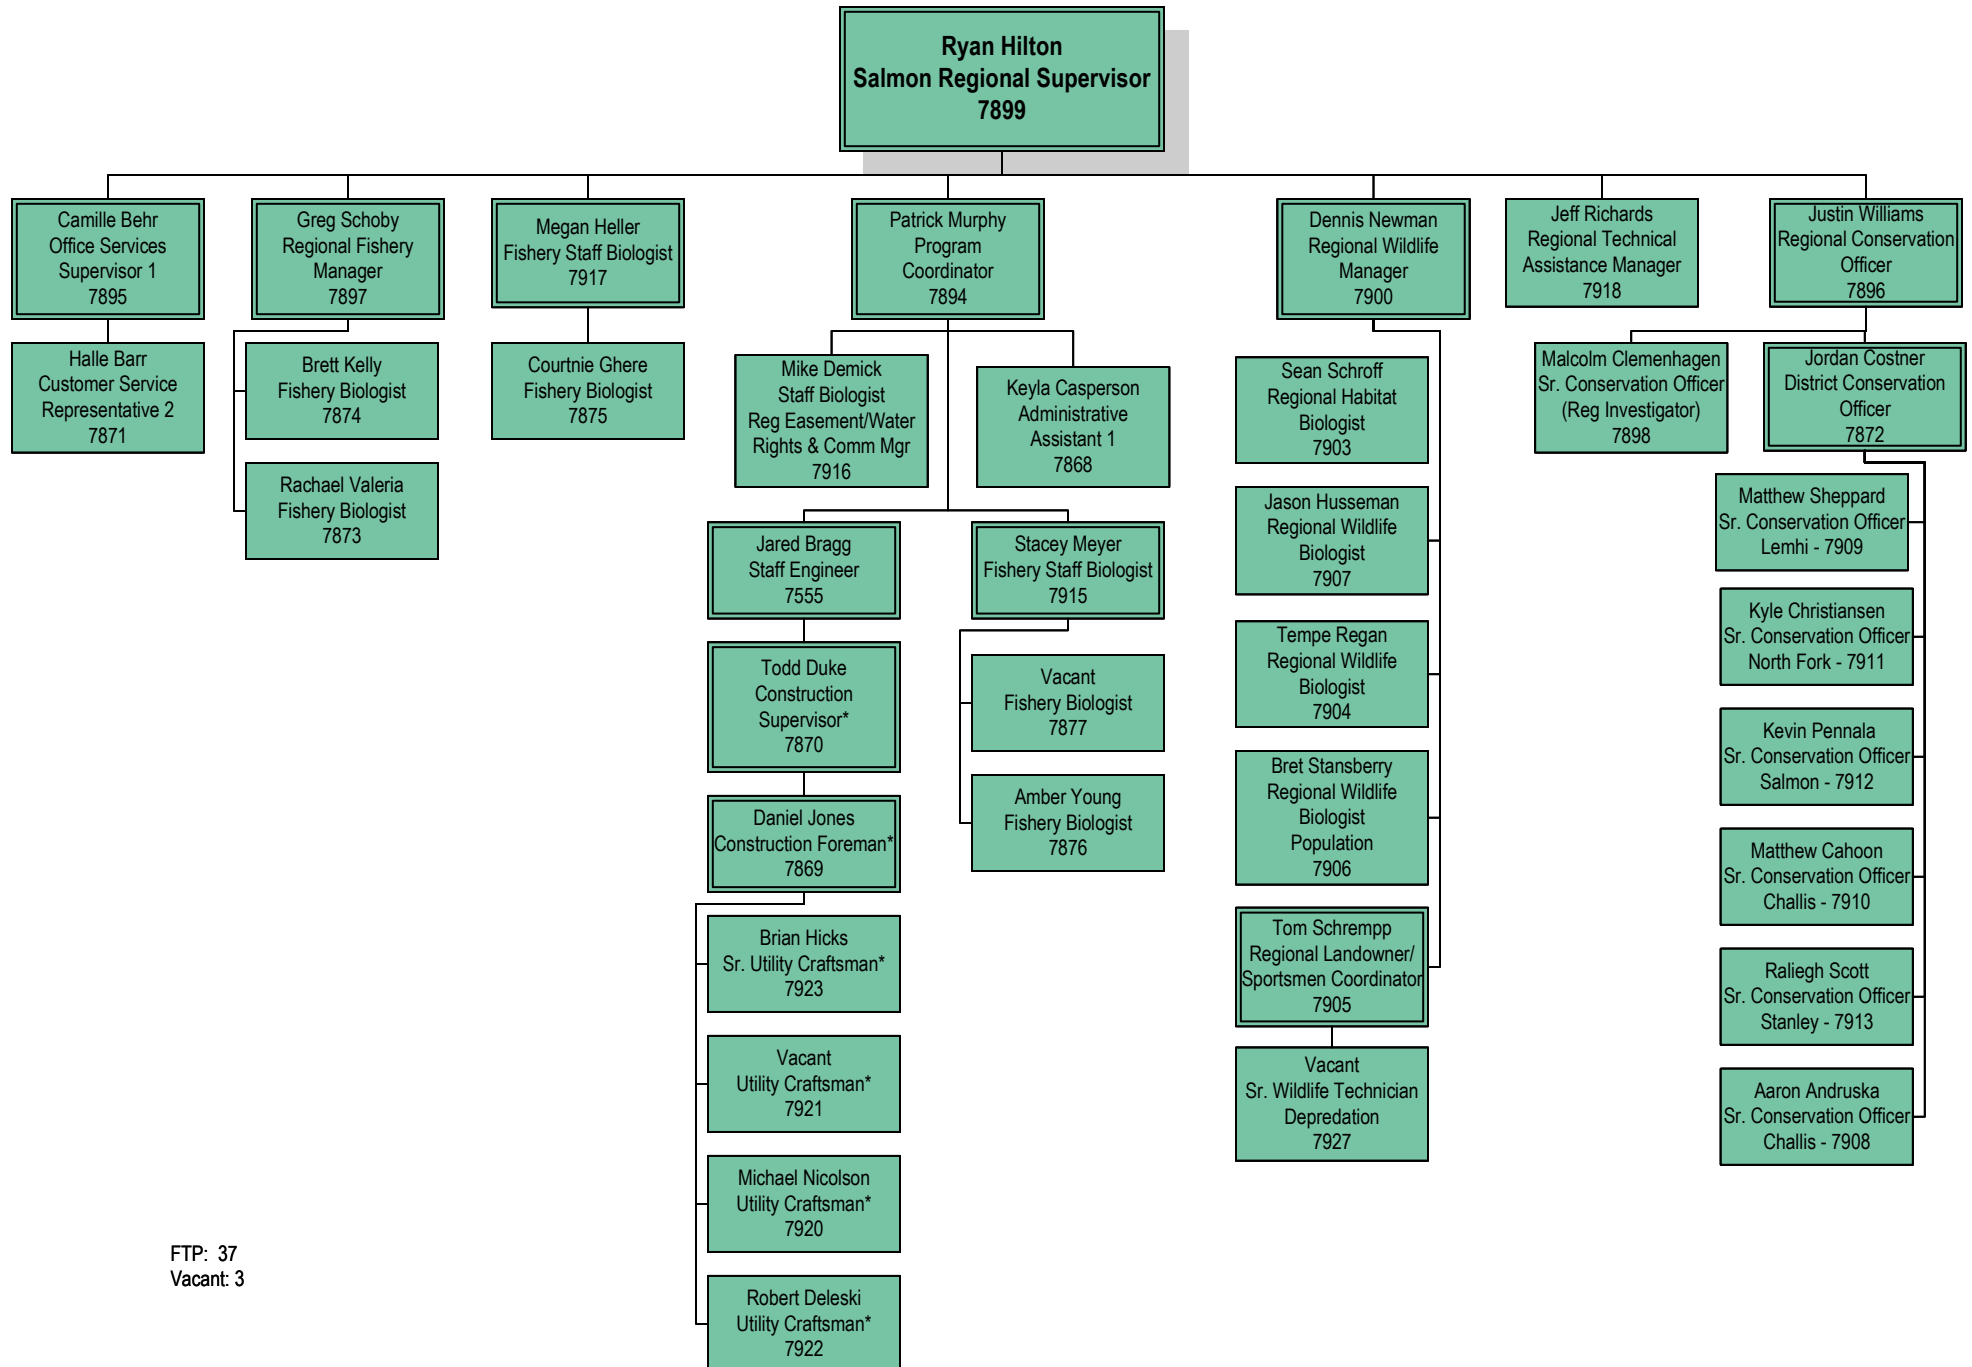 Ryan Hilton
Salmon Regional Supervisor
7899
Camille Behr
Office Services
Supervisor 1
7895
Greg Schoby
Regional Fishery
Manager
7897
Megan Heller
Fishery Staff Biologist
7917
Patrick Murphy
Program
Coordinator
7894
Dennis Newman
Regional Wildlife
Manager
7900
Jeff Richards
Regional Technical
Assistance Manager
7918
Justin Williams
Regional Conservation
Officer
7896
Halle Barr
Customer Service
Representative 2
7871
Brett Kelly
Fishery Biologist
7874
Rachael Valeria
Fishery Biologist
7873
Courtnie Ghere
Fishery Biologist
7875
Mike Demick
Staff Biologist
Reg Easement/Water
Rights & Comm Mgr
7916
Keyla Casperson
Administrative
Assistant 1
7868
Jared Bragg
Staff Engineer
7555
Stacey Meyer
Fishery Staff Biologist
7915
Todd Duke
Construction
Supervisor*
7870
Vacant
Fishery Biologist
7877
Daniel Jones
Construction Foreman*
7869
Amber Young
Fishery Biologist
7876
Brian Hicks
Sr. Utility Craftsman*
7923
Vacant
Utility Craftsman*
7921
Michael Nicolson
Utility Craftsman*
7920
Robert Deleski
Utility Craftsman*
7922
Sean Schroff
Regional Habitat
Biologist
7903
Jason Husseman
Regional Wildlife
Biologist
7907
Tempe Regan
Regional Wildlife
Biologist
7904
Bret Stansberry
Regional Wildlife
Biologist
Population
7906
Tom Schrempp
Regional Landowner/
Sportsmen Coordinator
7905
Vacant
Sr. Wildlife Technician
Depredation
7927
Malcolm Clemenhagen
Sr. Conservation Officer
(Reg Investigator)
7898
Jordan Costner
District Conservation
Officer
7872
Matthew Sheppard
Sr. Conservation Officer
Lemhi - 7909
Kyle Christiansen
Sr. Conservation Officer
North Fork - 7911
Kevin Pennala
Sr. Conservation Officer
Salmon - 7912
Matthew Cahoon
Sr. Conservation Officer
Challis - 7910
Raliegh Scott
Sr. Conservation Officer
Stanley - 7913
Aaron Andruska
Sr. Conservation Officer
Challis - 7908
FTP: 37
Vacant: 3